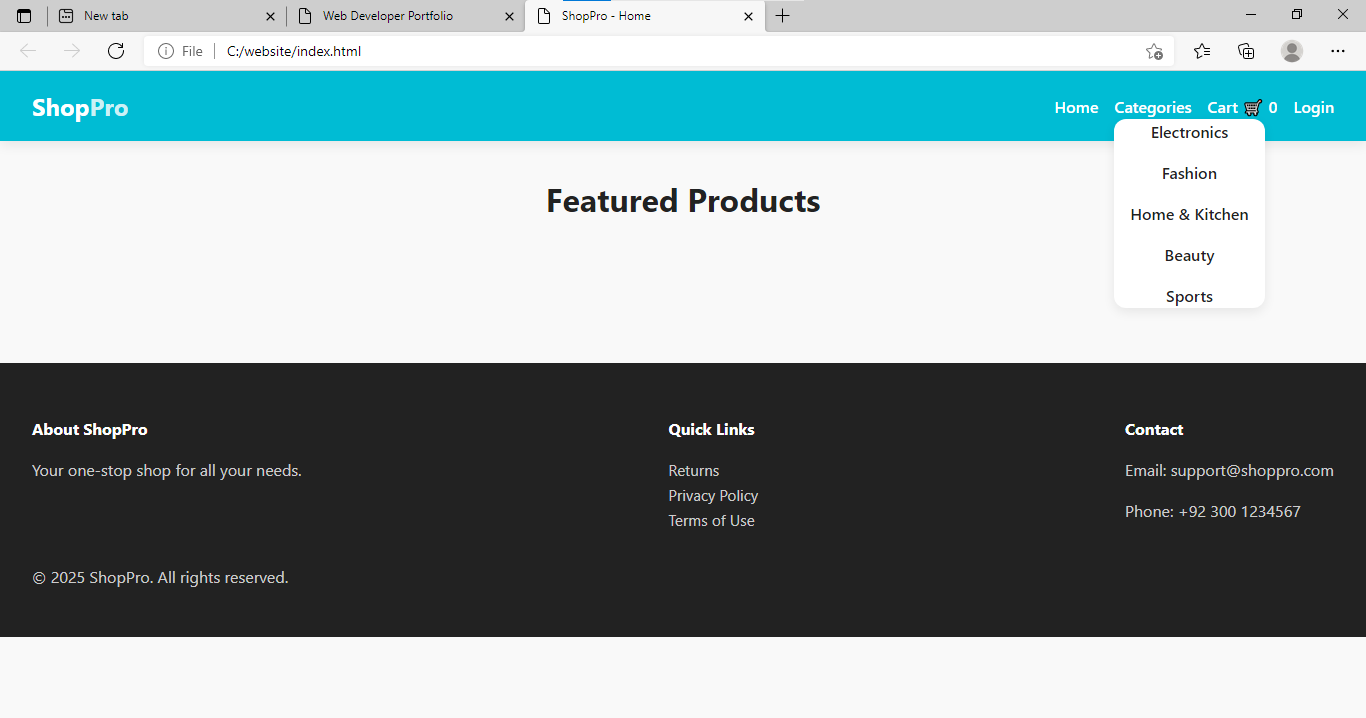 New tab
Web Developer Portfolio
ShopPro - Home
File
C:/website/index.html
ShopPro
Home Categories Cart 🛒 0 Login
Electronics
Fashion
Home & Kitchen
Beauty
Sports
Featured Products
About ShopPro
Your one-stop shop for all your needs.
Quick Links
Returns
Privacy Policy
Terms of Use
Contact
Email: support@shoppro.com
Phone: +92 300 1234567
© 2025 ShopPro. All rights reserved.